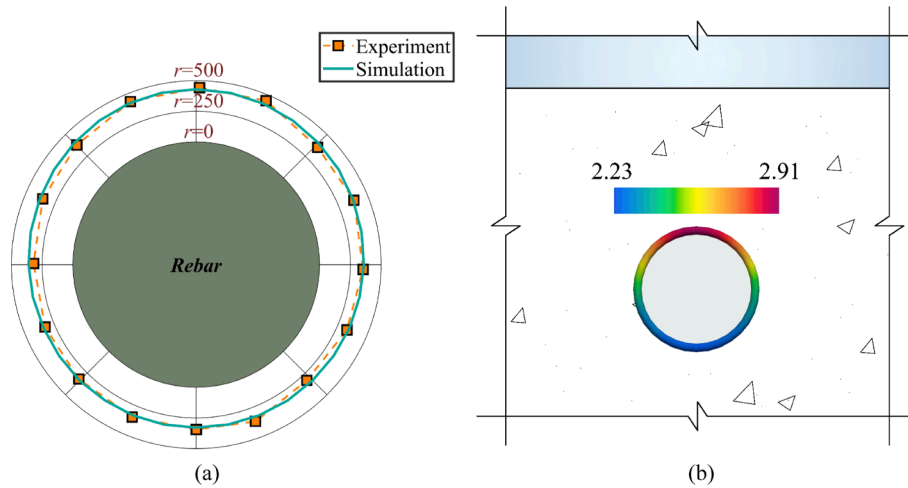 Experiment
Simulation
r=500
r=250
r=0
Rebar
(a)
2.23 2.91
(b)